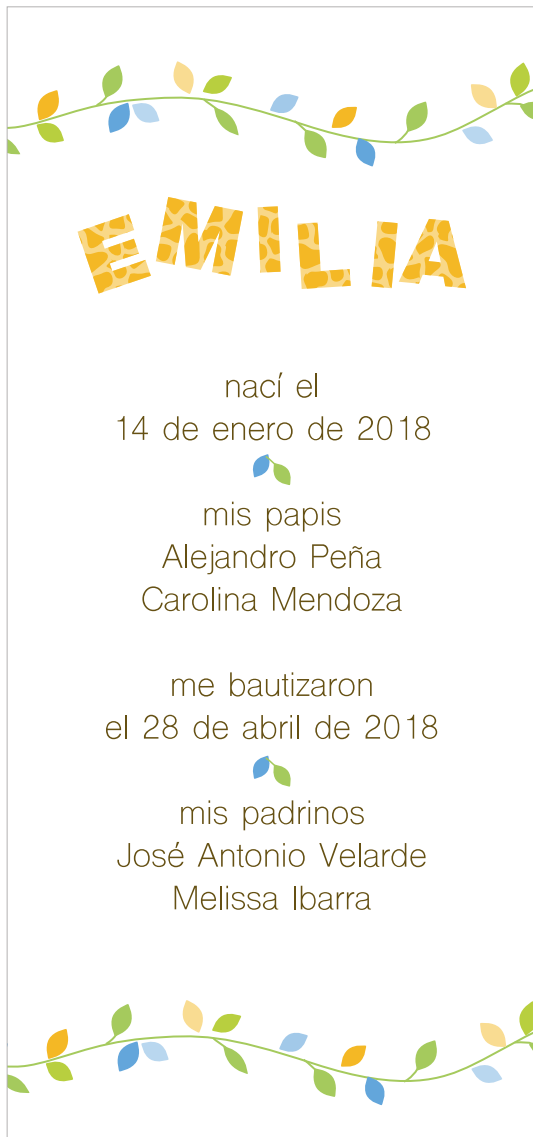 EMILIA
nací el
14 de enero de 2018
mis papis
Alejandro Peña
Carolina Mendoza
me bautizaron
el 28 de abril de 2018
mis padrinos
José Antonio Velarde
Melissa Ibarra